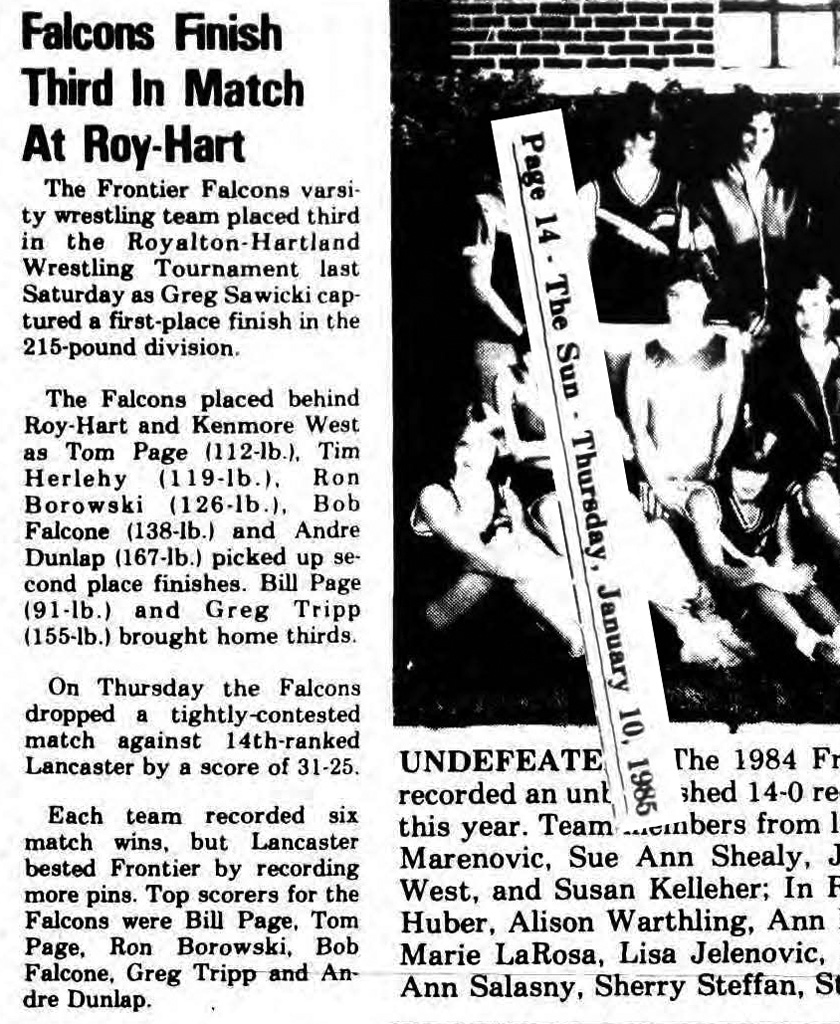 Falcons Finish
Third In Match
At Roy-Hart
The Frontier Falcons varsi-
ty wrestling team placed third
in the Royalton-Hartland
Wrestling Tournament last
Saturday as Greg Sawicki cap-
tured a first-place finish in the
215-pound division.
The Falcons placed behind
Roy-Hart and Kenmore West
as Tom Page (112-lb.), Tim
Herlehy (119-lb.), Ron
Borowski (126-lb.), Bob
Falcone (138-lb.) and Andre
Dunlap (167-lb.) picked up se-
cond place finishes. Bill Page
(91-lb.) and Greg Tripp
(155-lb.) brought home thirds.
On Thursday the Falcons
dropped a tightly-contested
match against 14th-ranked
Lancaster by a score of 31-25.
Each team recorded six
match wins, but Lancaster
bested Frontier by recording
more pins. Top scorers for the
Falcons were Bill Page, Tom
Page, Ron Borowski, Bob
Falcone, Greg Tripp and An-
dre Dunlap.
Page 14 - The Sun - Thursday, January 10, 1985
UNDEFEATE The 1984 Fr
recorded an unb shed 14-0 re
this year. Team members from l
Marenovic, Sue Ann Shealy, J
West, and Susan Kelleher; In F
Huber, Alison Warthling, Ann
Marie LaRosa, Lisa Jelenovic,
Ann Salasny, Sherry Steffan, Su